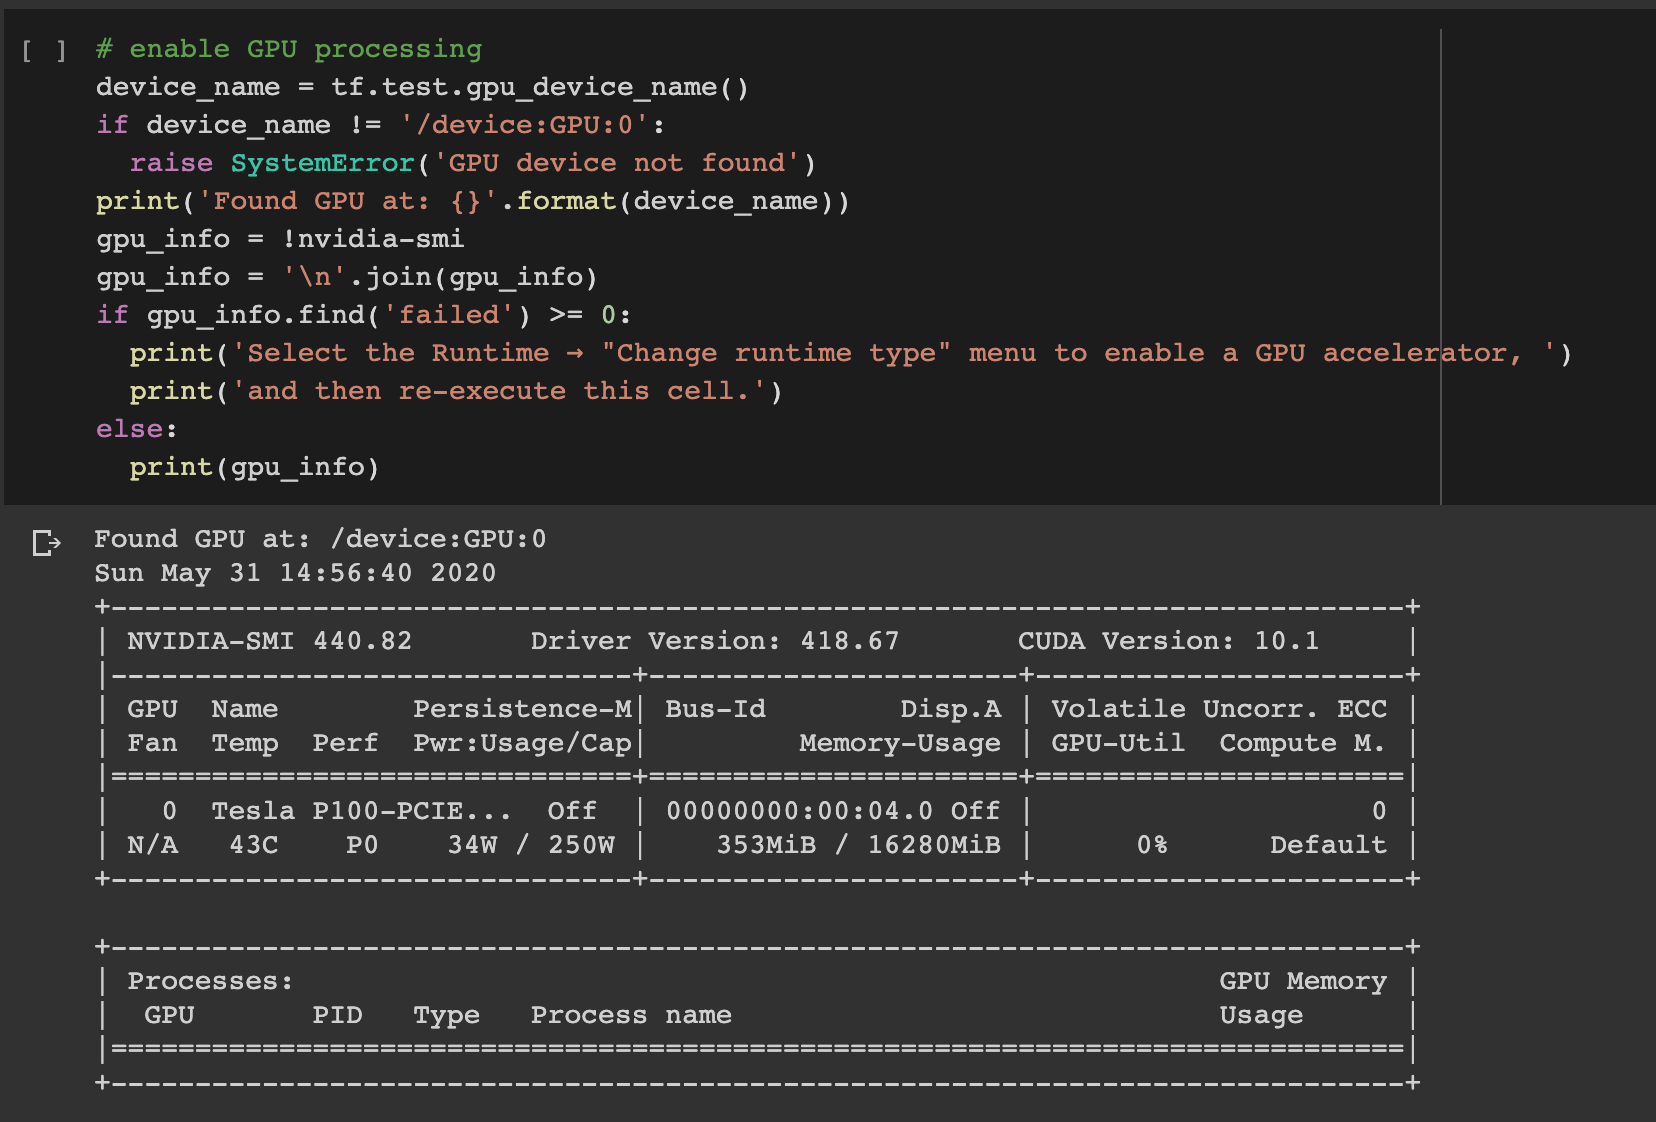 [ ] # enable GPU processing
device_name = tf.test.gpu_device_name()
if device_name != '/device:GPU:0':
  raise SystemError('GPU device not found')
print('Found GPU at: {}'.format(device_name))
gpu_info = !nvidia-smi
gpu_info = '\n'.join(gpu_info)
if gpu_info.find('failed') >= 0:
  print('Select the Runtime → "Change runtime type" menu to enable a GPU accelerator, ')
  print('and then re-execute this cell.')
else:
  print(gpu_info)
Found GPU at: /device:GPU:0
Sun May 31 14:56:40 2020
+-----------------------------------------------------------------------------+
| NVIDIA-SMI 440.82       Driver Version: 418.67       CUDA Version: 10.1     |
|-------------------------------+----------------------+----------------------+
| GPU  Name        Persistence-M| Bus-Id        Disp.A | Volatile Uncorr. ECC |
| Fan  Temp  Perf  Pwr:Usage/Cap|         Memory-Usage | GPU-Util  Compute M. |
|===============================+======================+======================|
|   0  Tesla P100-PCIE...  Off  | 00000000:00:04.0 Off |                    0 |
| N/A   43C    P0    34W / 250W |    353MiB / 16280MiB |      0%      Default |
+-------------------------------+----------------------+----------------------+
+-----------------------------------------------------------------------------+
| Processes:                                                       GPU Memory |
|  GPU       PID   Type   Process name                             Usage      |
|=============================================================================|
+-----------------------------------------------------------------------------+